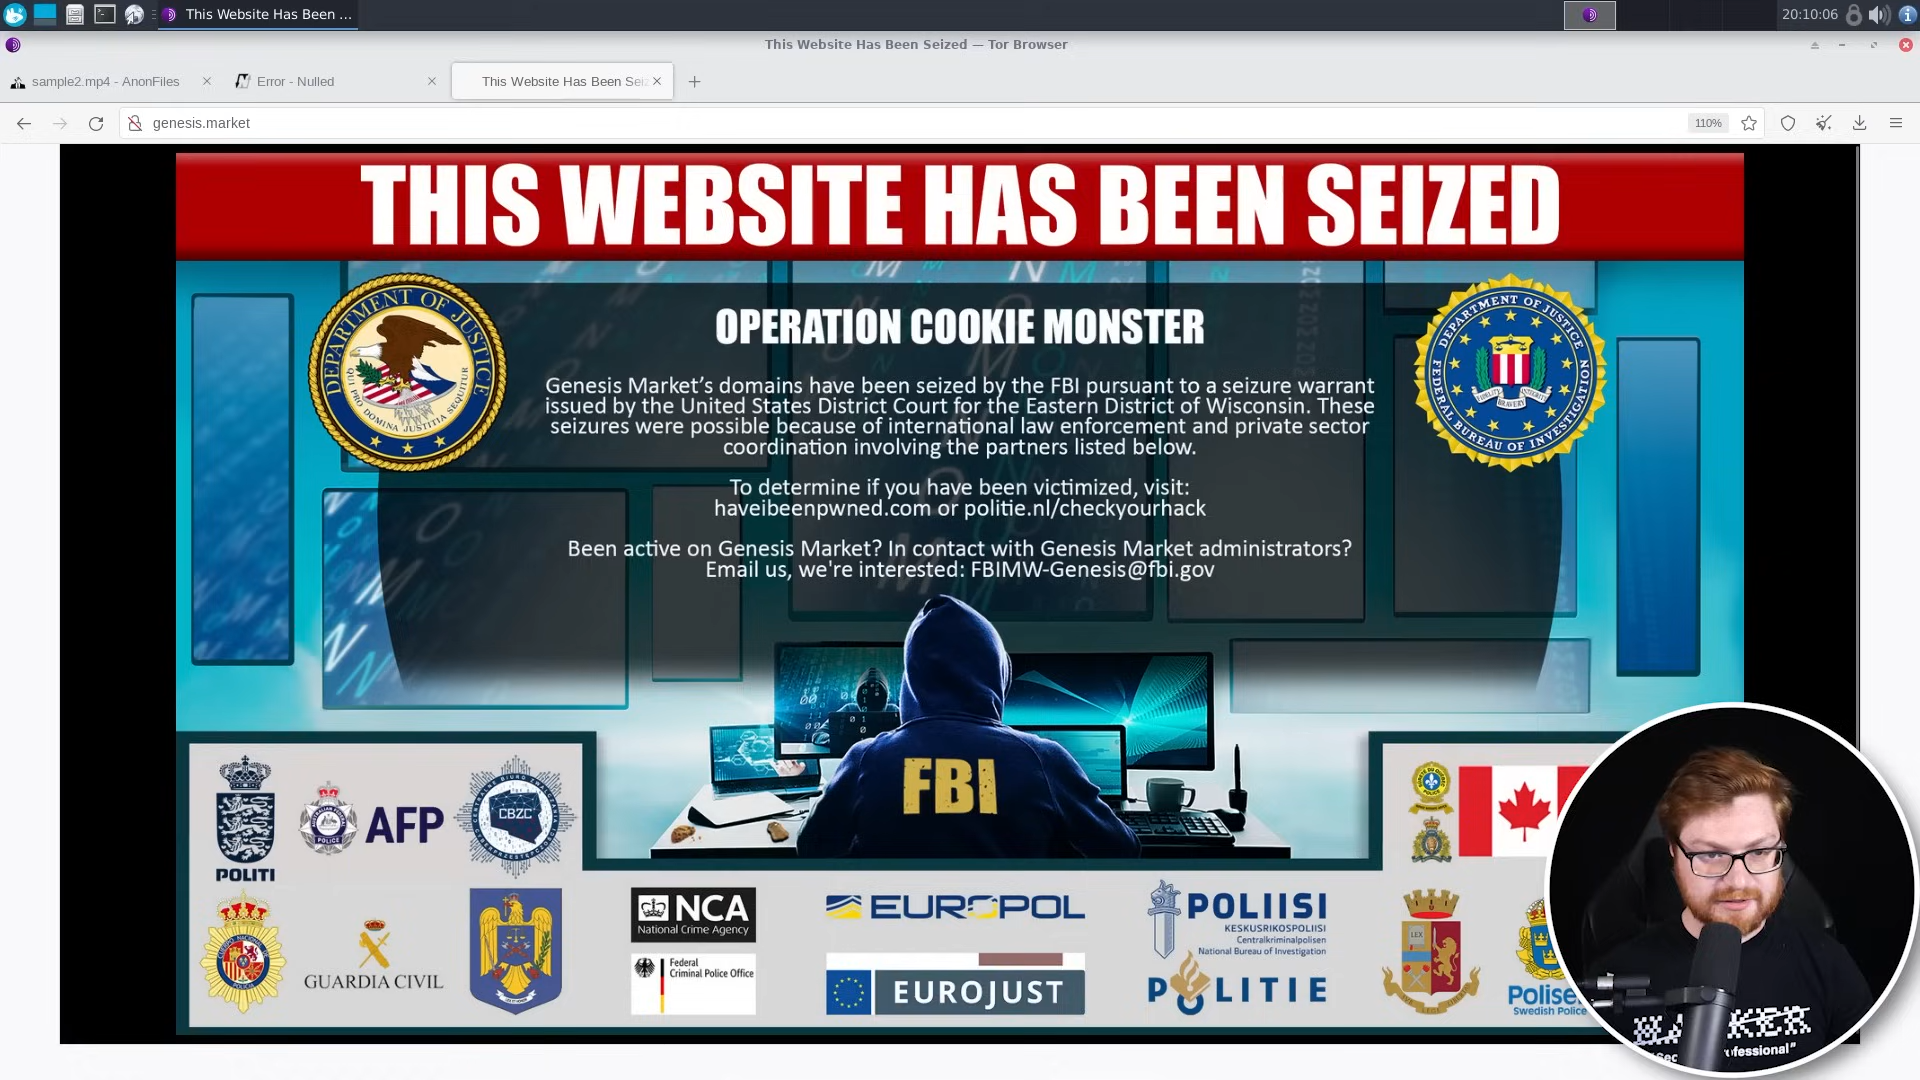 This Website Has Been ...
20:10:06
This Website Has Been Seized — Tor Browser
sample2.mp4 - AnonFiles
Error - Nulled
This Website Has Been Seiz
genesis.market
110%
THIS WEBSITE HAS BEEN SEIZED
DEPARTMENT OF JUSTICE
QUI PRO DOMINA JUSTITIA SEQUITUR
DEPARTMENT OF JUSTICE
FEDERAL BUREAU OF INVESTIGATION
FIDELITY BRAVERY INTEGRITY
OPERATION COOKIE MONSTER
Genesis Market’s domains have been seized by the FBI pursuant to a seizure warrant
issued by the United States District Court for the Eastern District of Wisconsin. These
seizures were possible because of international law enforcement and private sector
coordination involving the partners listed below.
To determine if you have been victimized, visit:
haveibeenpwned.com or politie.nl/checkyourhack
Been active on Genesis Market? In contact with Genesis Market administrators?
Email us, we're interested: FBIMW-Genesis@fbi.gov
FBI
POLITI
AFP
CBZC
GUARDIA CIVIL
NCA
National Crime Agency
Federal
Criminal Police Office
EUROPOL
EUROJUST
POLIISI
KESKUSRIKOSPOLIISI
Centralkriminalpolisen
National Bureau of Investigation
POLITIE
LEX
Polisen
Swedish Police